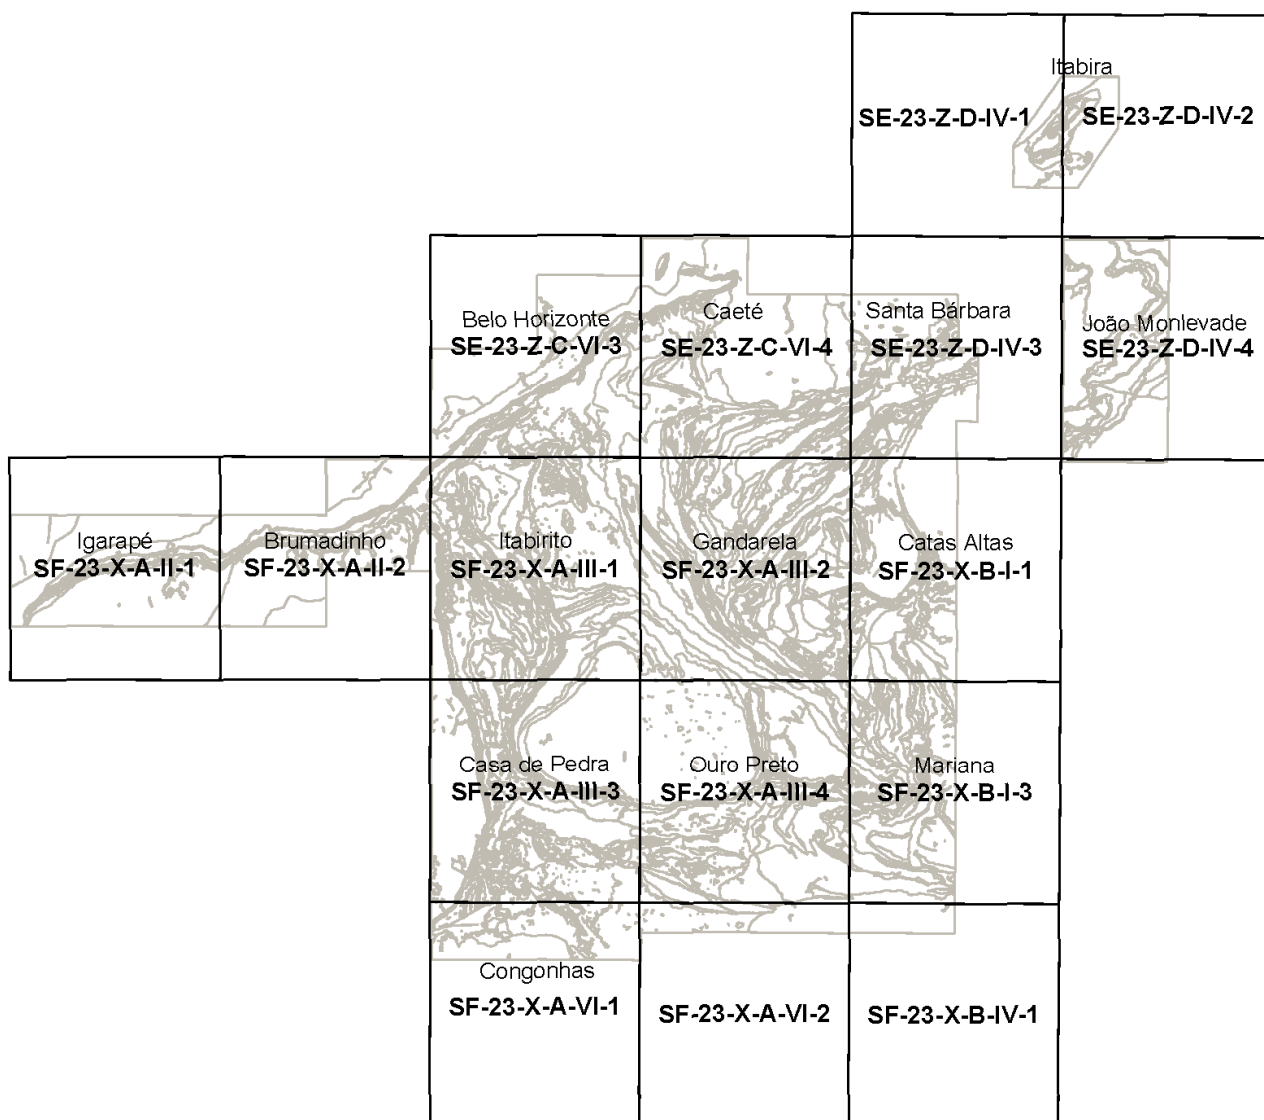 Itabira
SE-23-Z-D-IV-1
SE-23-Z-D-IV-2
Belo Horizonte
SE-23-Z-C-VI-3
Caeté
SE-23-Z-C-VI-4
Santa Bárbara
SE-23-Z-D-IV-3
João Monlevade
SE-23-Z-D-IV-4
Igarapé
SF-23-X-A-II-1
Brumadinho
SF-23-X-A-II-2
Itabirito
SF-23-X-A-III-1
Gandarela
SF-23-X-A-III-2
Catas Altas
SF-23-X-B-I-1
Casa de Pedra
SF-23-X-A-III-3
Ouro Preto
SF-23-X-A-III-4
Mariana
SF-23-X-B-I-3
Congonhas
SF-23-X-A-VI-1
SF-23-X-A-VI-2
SF-23-X-B-IV-1